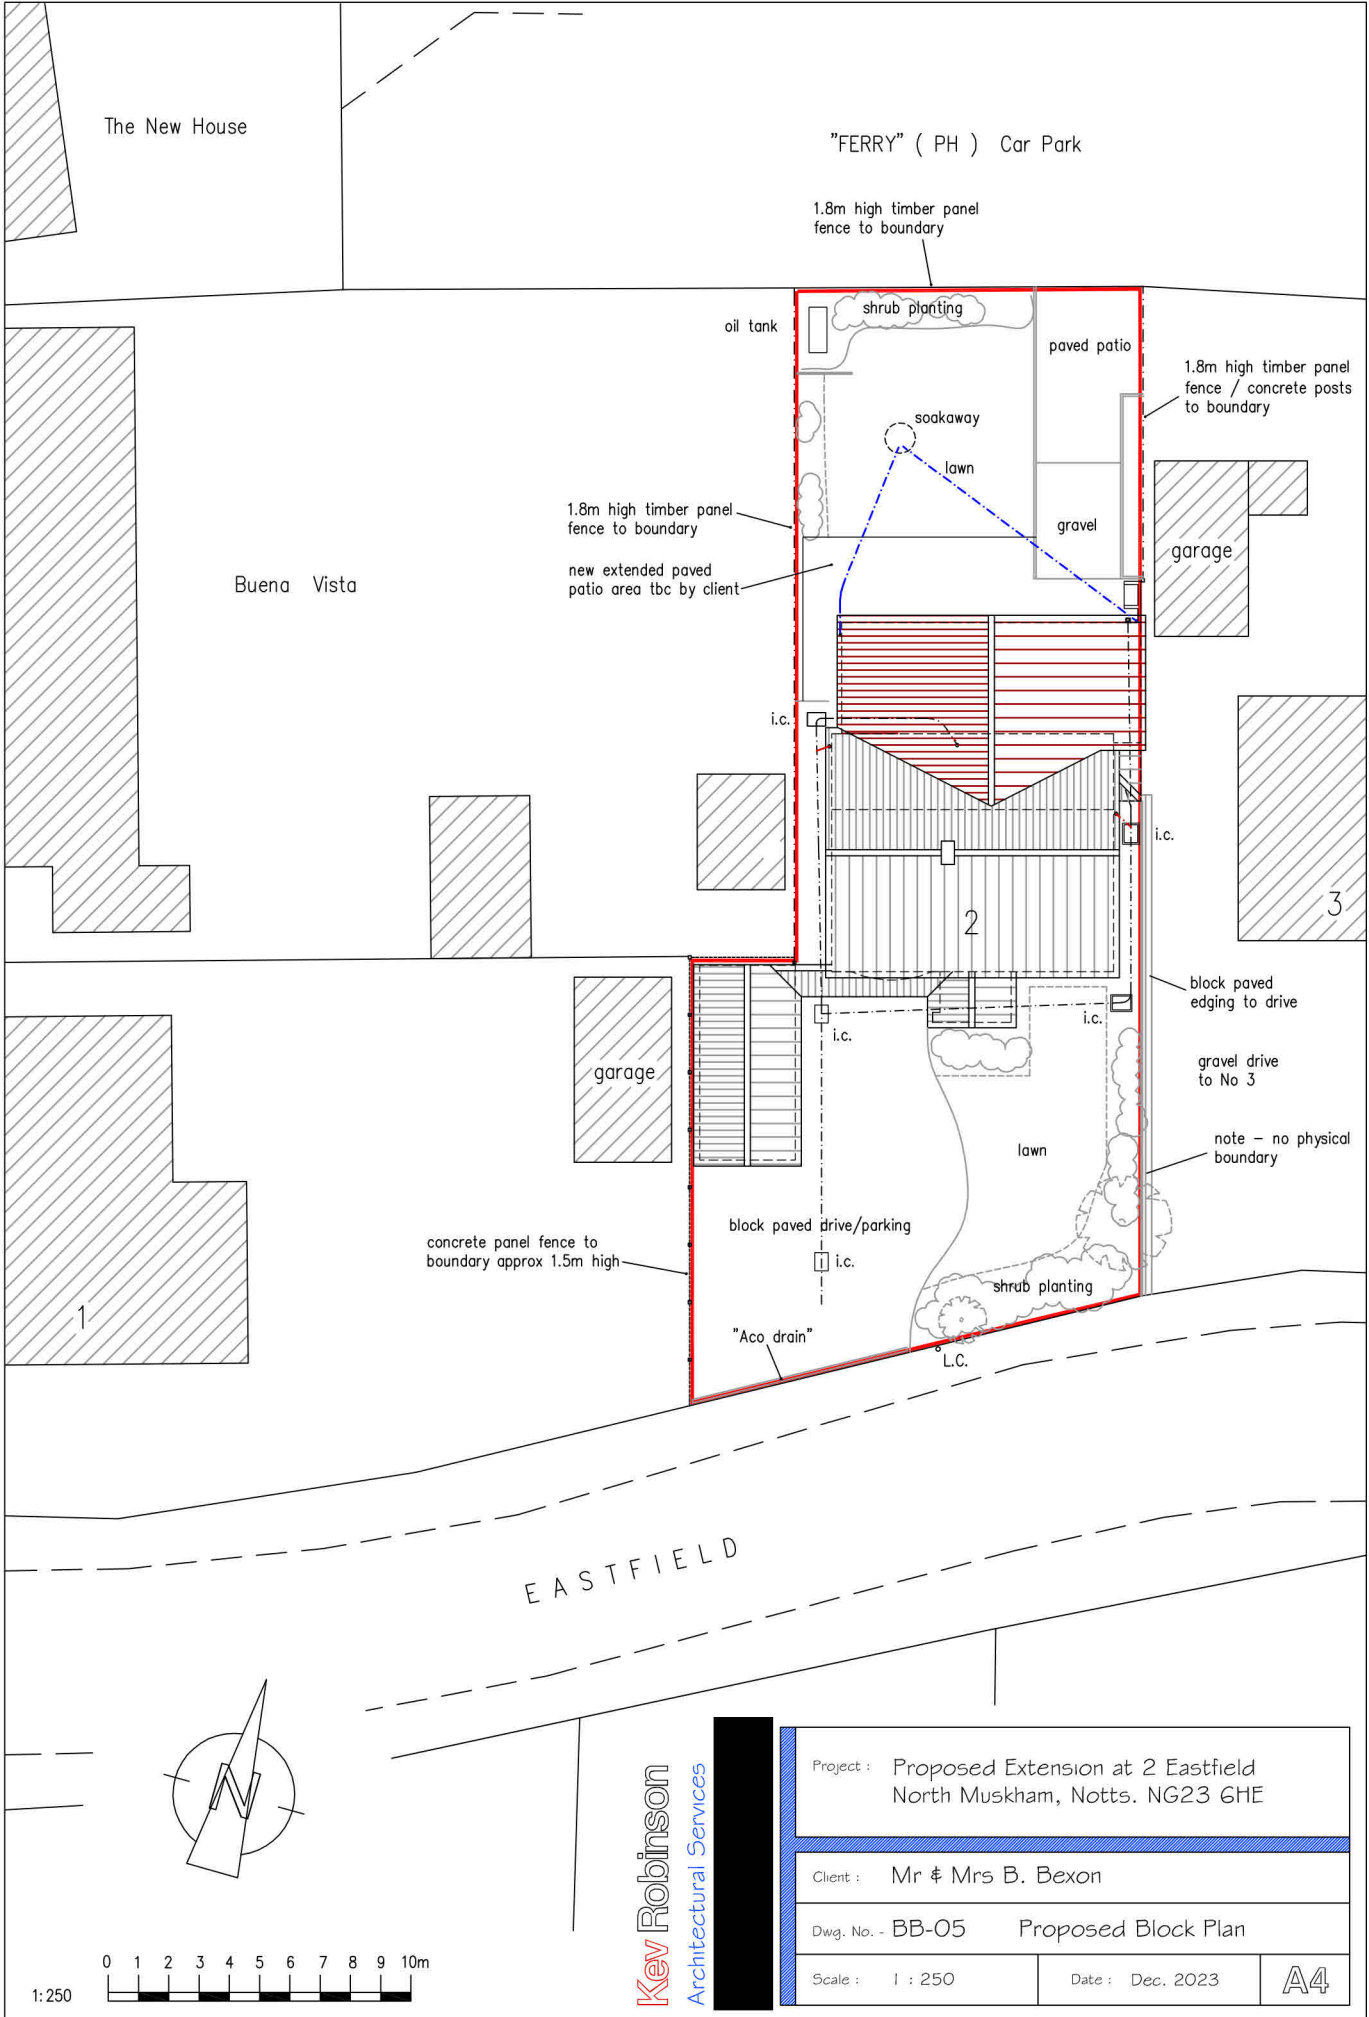 The New House
"FERRY" ( PH ) Car Park
1.8m high timber panel
fence to boundary
oil tank
shrub planting
paved patio
1.8m high timber panel
fence / concrete posts
to boundary
soakaway
lawn
1.8m high timber panel
fence to boundary
gravel
garage
new extended paved
patio area tbc by client
Buena Vista
i.c.
i.c.
3
2
block paved
edging to drive
i.c.
i.c.
garage
gravel drive
to No 3
lawn
note – no physical
boundary
block paved drive/parking
concrete panel fence to
boundary approx 1.5m high
i.c.
shrub planting
1
"Aco drain"
L.C.
EASTFIELD
N
Kev Robinson
Architectural Services
Project : Proposed Extension at 2 Eastfield
North Muskham, Notts. NG23 6HE
Client : Mr & Mrs B. Bexon
Dwg. No. - BB-05 Proposed Block Plan
Scale : 1 : 250 Date : Dec. 2023 A4
0 1 2 3 4 5 6 7 8 9 10m
1:250